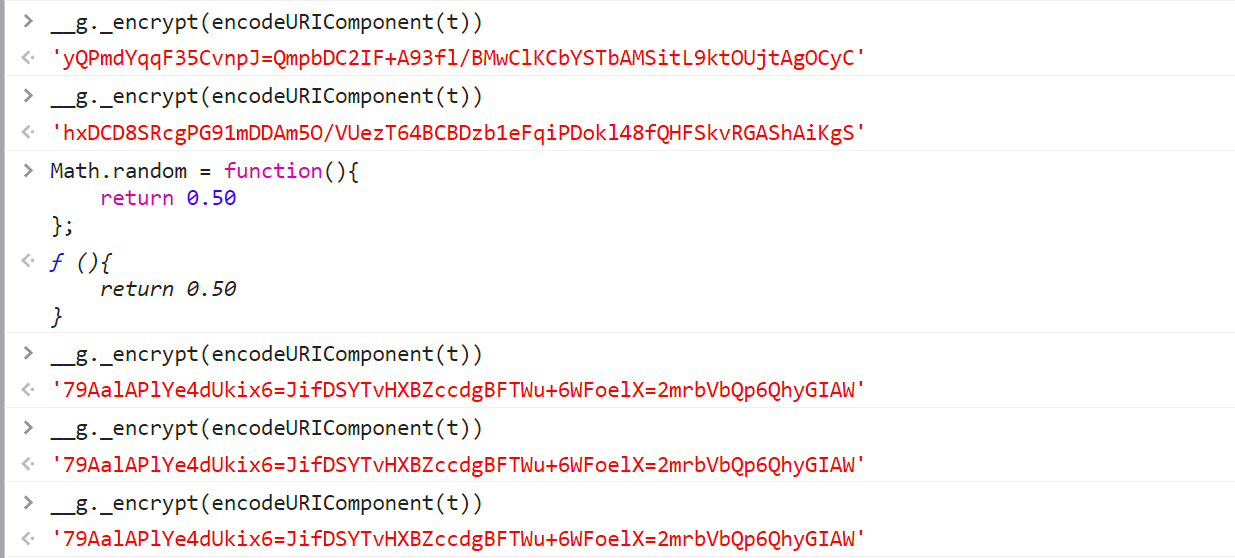 > __g._encrypt(encodeURIComponent(t))
'yQPmdYqqF35CvnpJ=QmpbDC2IF+A93fl/BMwClKCbYSTbAMSitL9ktOUjtAgOCyC'
> __g._encrypt(encodeURIComponent(t))
'hxDCD8SRcgPG91mDDAm5O/VUezT64BCBDzb1eFqiPDokl48fQHFSkvRGAShAiKgS'
> Math.random = function(){
return 0.50
};
f (){
return 0.50
}
> __g._encrypt(encodeURIComponent(t))
'79AalAPlYe4dUkix6=JifDSYTvHXBZccdgBFTWu+6WFoelX=2mrbVbQp6QhyGIAW'
> __g._encrypt(encodeURIComponent(t))
'79AalAPlYe4dUkix6=JifDSYTvHXBZccdgBFTWu+6WFoelX=2mrbVbQp6QhyGIAW'
> __g._encrypt(encodeURIComponent(t))
'79AalAPlYe4dUkix6=JifDSYTvHXBZccdgBFTWu+6WFoelX=2mrbVbQp6QhyGIAW'